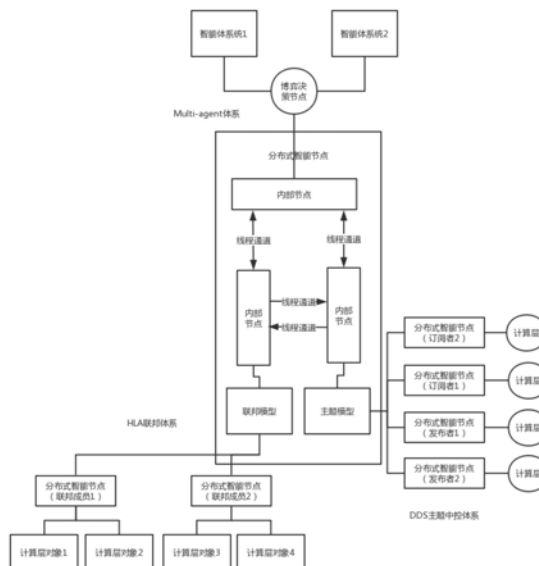 智能体系统1
智能体系统2
博弈决
策节点
Multi-agent体系
分布式智能节点
内部节点
线程通道
线程通道
内部
节点
线程通道
线程通道
内部
节点
联邦模型
主题模型
HLA联邦体系
分布式智能节点
(订阅者2)
计算层
分布式智能节点
(订阅者1)
计算层
分布式智能节点
(发布者1)
计算层
分布式智能节点
(发布者2)
计算层
DDS主题中控体系
分布式智能节点
(联邦成员1)
分布式智能节点
(联邦成员2)
计算层对象1
计算层对象2
计算层对象3
计算层对象4